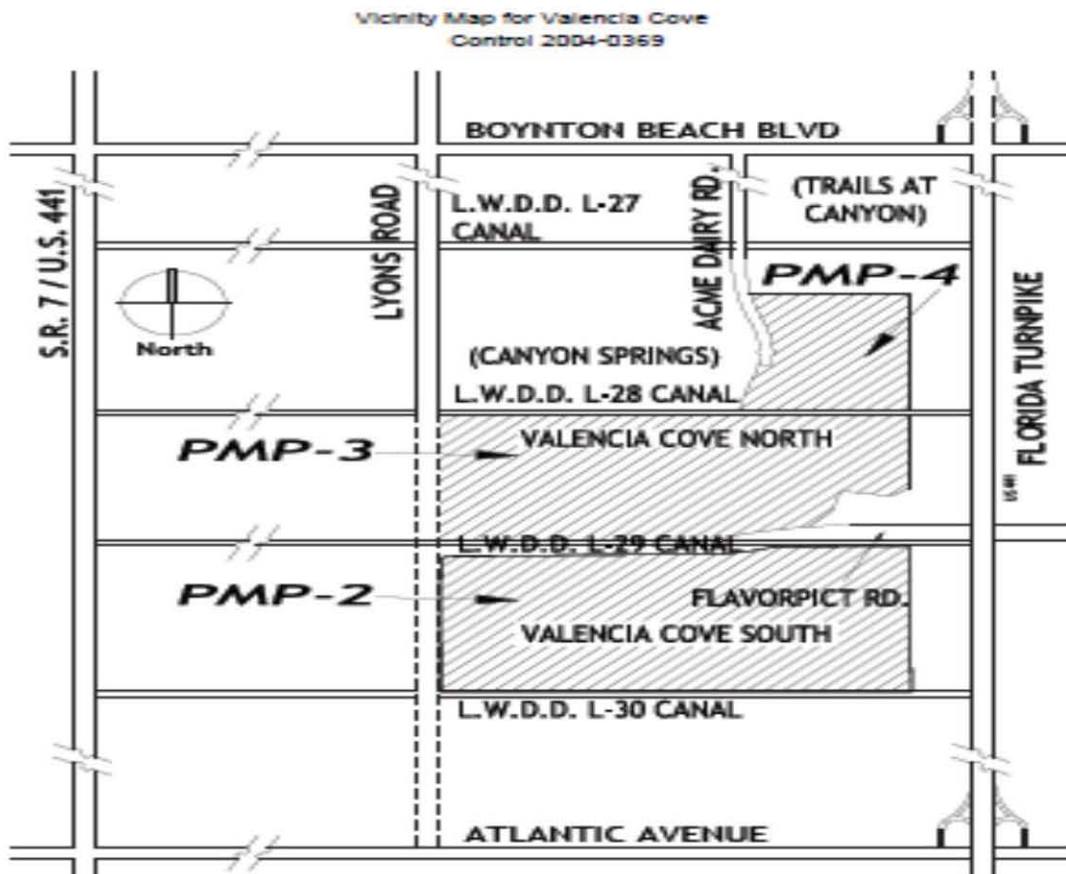 Vicinity Map for Valencia Cove
Control 2004-0369
BOYNTON BEACH BLVD
S.R. 7 / U.S. 441
LYONS ROAD
L.W.D.D. L-27
CANAL
ACME DAIRY RD.
(TRAILS AT
CANYON)
PMP-4
North
FLORIDA TURNPIKE
(CANYON SPRINGS)
L.W.D.D. L-28 CANAL
VALENCIA COVE NORTH
PMP-3
L.W.D.D. L-29 CANAL
PMP-2
FLAVORPICT RD.
VALENCIA COVE SOUTH
L.W.D.D. L-30 CANAL
ATLANTIC AVENUE